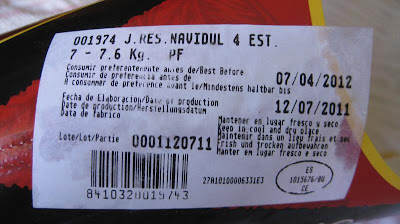 001974 J.RES.NAVIDUL 4 EST.
7 - 7.6 Kg. PF
Consumir preferentemente antes de/Best Before
Consumir de preferencia antes de
A consommer de préférence avant le/Mindestens haltbar bis
07/04/2012
Fecha de Elaboración/Date of production
Date de production/Herstellungsdatum
Data de fabrico
12/07/2011
Mantener en lugar fresco y seco
Keep in cool and dry place
Maintenir dans un lieu frais et sec
Früsh und trocken aufbewahren
Manter em lugar fresco e seco
Lote/Lot/Partie 0001120711
8410320019743
27A10100006331E3
ES
CE